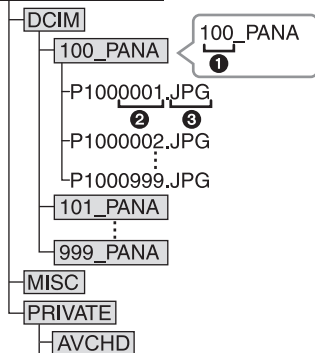 DCIM
100_PANA
100_PANA
❶
P1000001.JPG
❷ ❸
P1000002.JPG
P1000999.JPG
101_PANA
999_PANA
MISC
PRIVATE
AVCHD